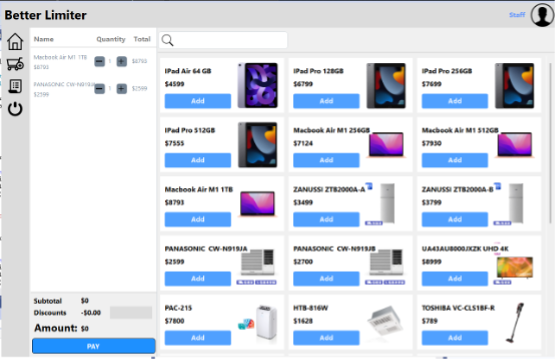 Better Limiter
Staff
Name Quantity Total
Macbook Air M1 1TB
$8793
1
$8793
PANASONIC CW-N919JA
$2599
1
$2599
Subtotal $0
Discounts -$0.00
Amount: $0
PAY
IPad Air 64 GB
$4599
Add
IPad Pro 128GB
$6799
Add
IPad Pro 256GB
$7699
Add
IPad Pro 512GB
$7555
Add
Macbook Air M1 256GB
$7124
Add
Macbook Air M1 512GB
$7930
Add
Macbook Air M1 1TB
$8793
Add
ZANUSSI ZTB2000A-A
$3499
Add
ZANUSSI ZTB2000A-B
$3799
Add
PANASONIC CW-N919JA
$2599
Add
PANASONIC CW-N919JB
$2700
Add
UA43AU8000JXZK UHD 4K
$8999
Add
PAC-215
$7800
Add
HTB-816W
$1628
Add
TOSHIBA VC-CLS1BF-R
$789
Add